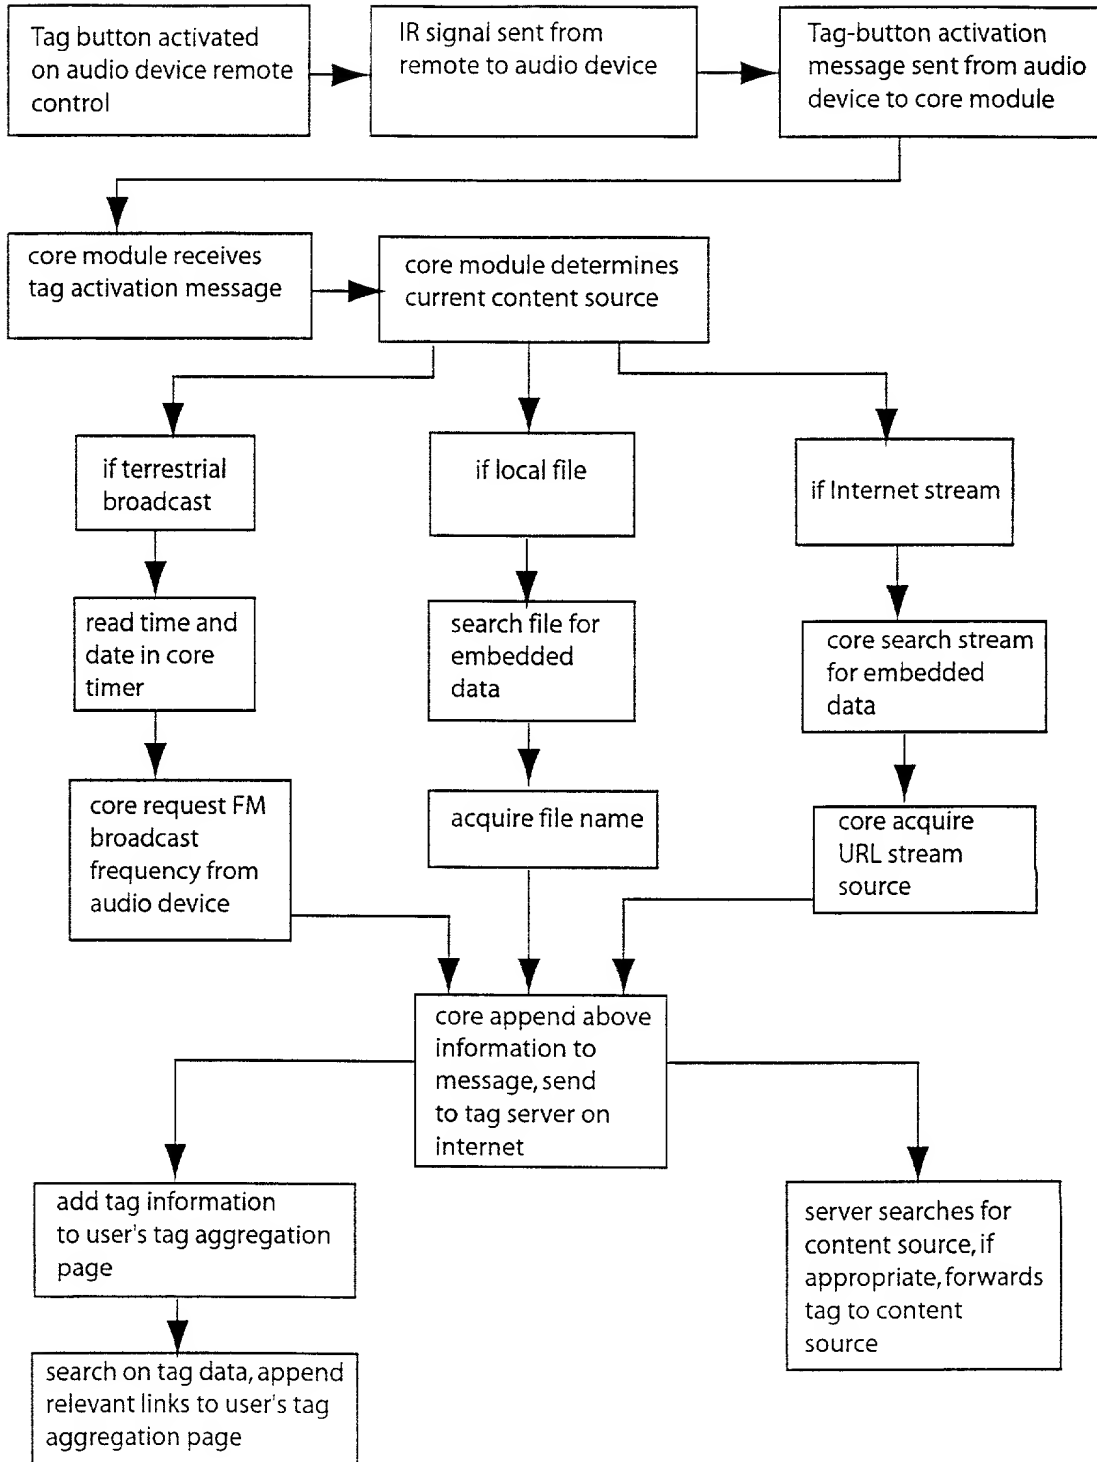 Tag button activated
on audio device remote
control
IR signal sent from
remote to audio device
Tag-button activation
message sent from audio
device to core module
core module receives
tag activation message
core module determines
current content source
if terrestrial
broadcast
if local file
if Internet stream
read time and
date in core
timer
search file for
embedded
data
core search stream
for embedded
data
core request FM
broadcast
frequency from
audio device
acquire file name
core acquire
URL stream
source
core append above
information to
message, send
to tag server on
internet
add tag information
to user's tag aggregation
page
server searches for
content source, if
appropriate, forwards
tag to content
source
search on tag data, append
relevant links to user's tag
aggregation page